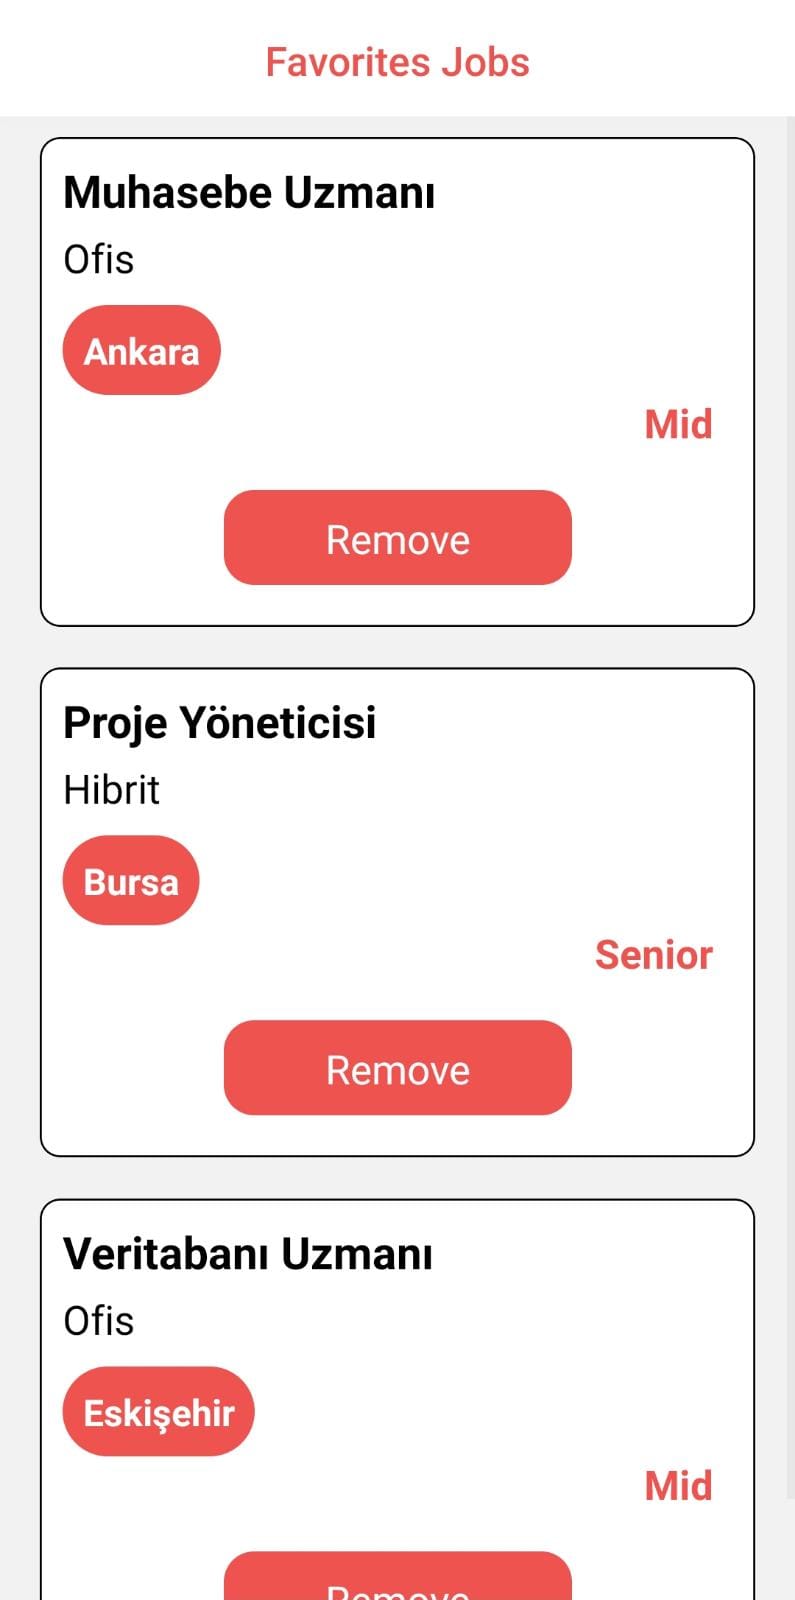 Favorites Jobs
Muhasebe Uzmanı
Ofis
Ankara
Mid
Remove
Proje Yöneticisi
Hibrit
Bursa
Senior
Remove
Veritabanı Uzmanı
Ofis
Eskişehir
Mid
Remove